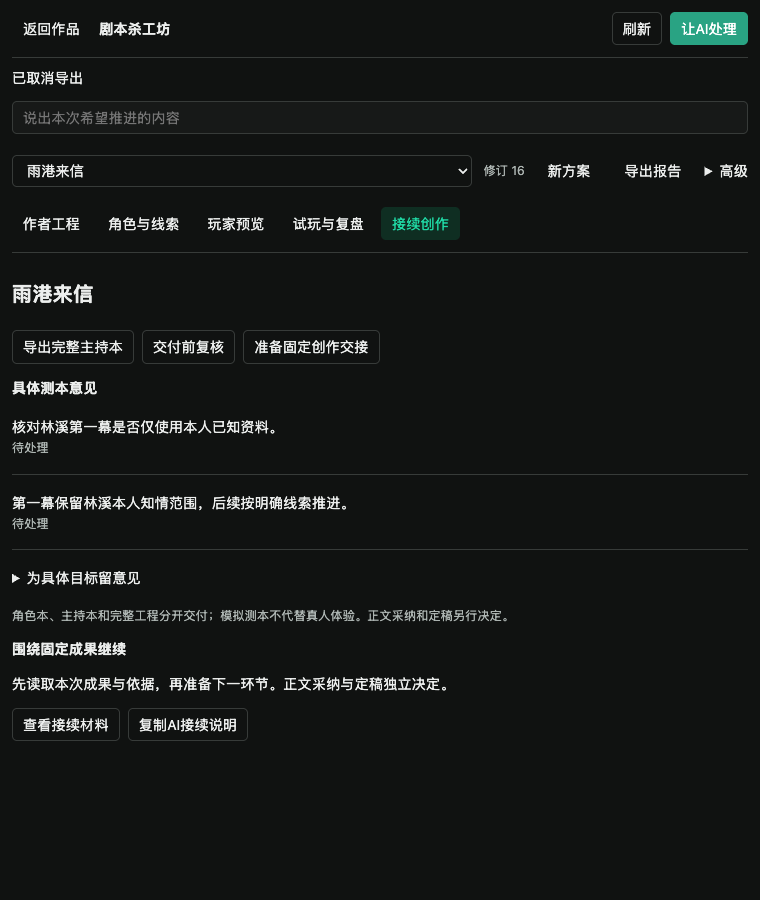 返回作品 剧本杀工坊 刷新 让AI处理
已取消导出
说出本次希望推进的内容
雨港来信 修订 16 新方案 导出报告 ▶ 高级
作者工程 角色与线索 玩家预览 试玩与复盘 接续创作
雨港来信
导出完整主持本 交付前复核 准备固定创作交接
具体测本意见
核对林溪第一幕是否仅使用本人已知资料。
待处理
第一幕保留林溪本人知情范围，后续按明确线索推进。
待处理
▶ 为具体目标留意见
角色本、主持本和完整工程分开交付；模拟测本不代替真人体验。正文采纳和定稿另行决定。
围绕固定成果继续
先读取本次成果与依据，再准备下一环节。正文采纳与定稿独立决定。
查看接续材料 复制AI接续说明